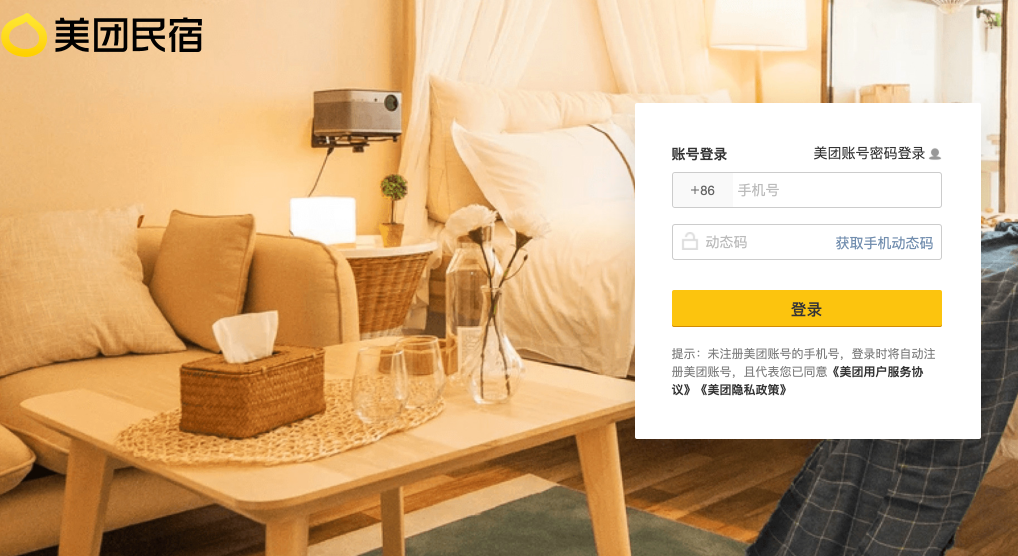 美团民宿
账号登录 美团账号密码登录
+86 手机号
动态码 获取手机动态码
登录
提示：未注册美团账号的手机号，登录时将自动注
册美团账号，且代表您已同意《美团用户服务协
议》《美团隐私政策》